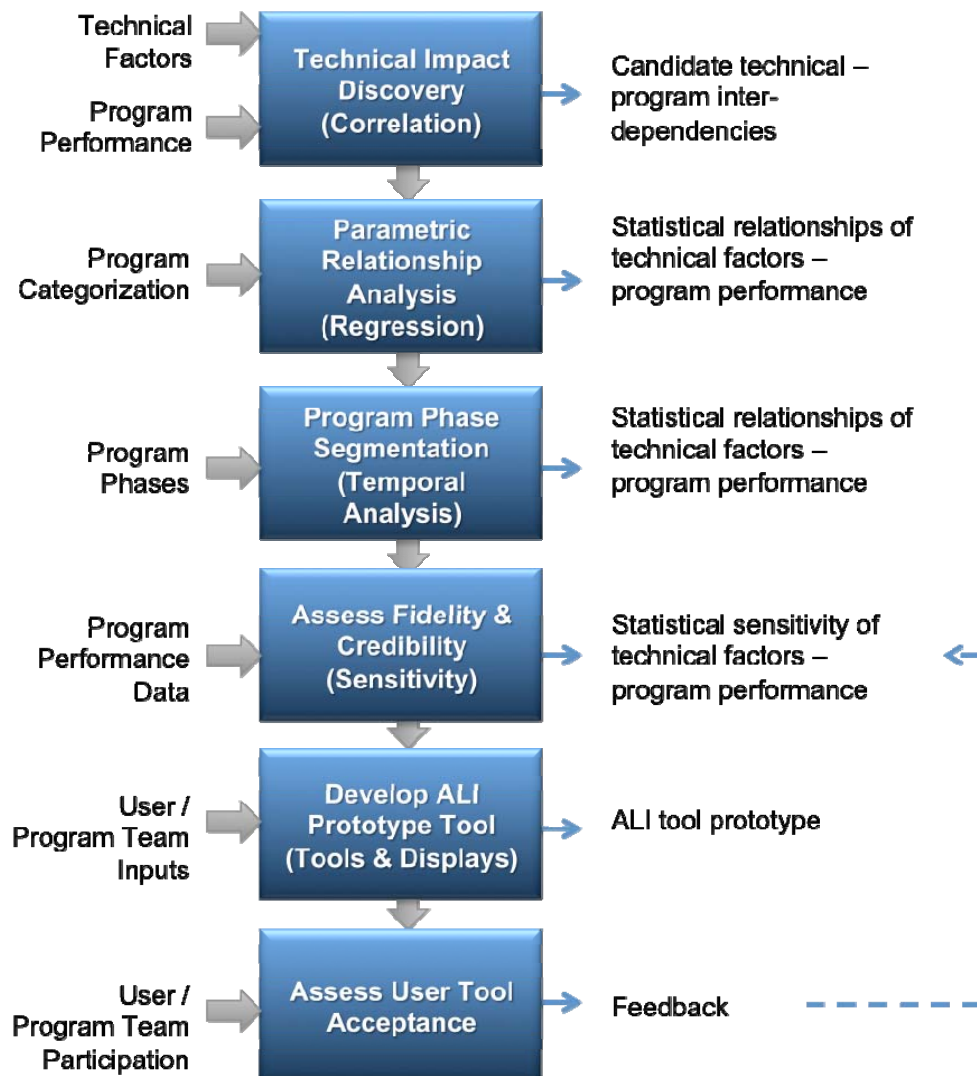 Technical
Factors
Program
Performance
Technical Impact
Discovery
(Correlation)
Candidate technical –
program inter-
dependencies
Program
Categorization
Parametric
Relationship
Analysis
(Regression)
Statistical relationships of
technical factors –
program performance
Program
Phases
Program Phase
Segmentation
(Temporal
Analysis)
Statistical relationships of
technical factors –
program performance
Program
Performance
Data
Assess Fidelity &
Credibility
(Sensitivity)
Statistical sensitivity of
technical factors –
program performance
User /
Program Team
Inputs
Develop ALI
Prototype Tool
(Tools & Displays)
ALI tool prototype
User /
Program Team
Participation
Assess User Tool
Acceptance
Feedback